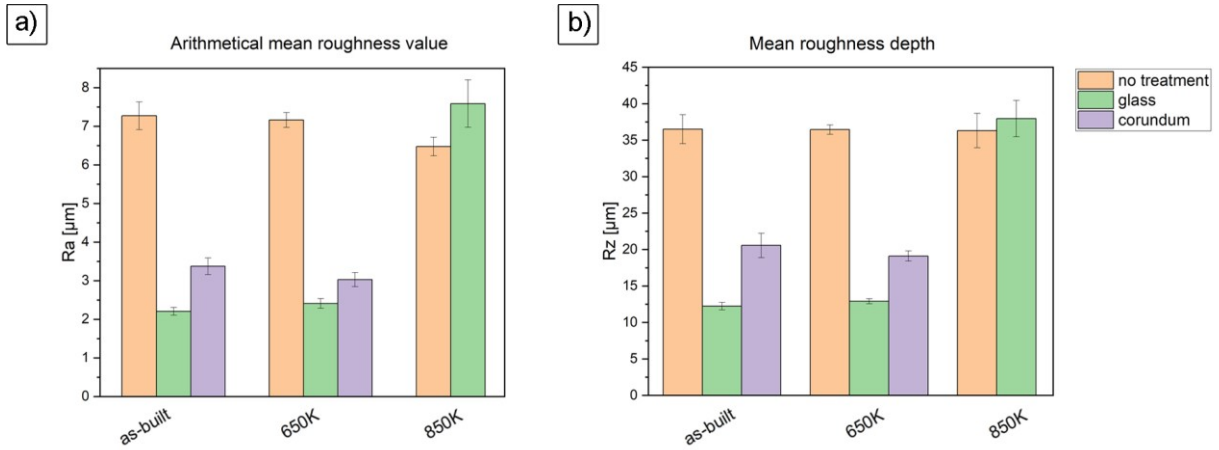 a)
Arithmetical mean roughness value
Ra [µm]
8
7
6
5
4
3
2
1
0
as-built
650K
850K
b)
Mean roughness depth
Rz [µm]
45
40
35
30
25
20
15
10
5
0
as-built
650K
850K
no treatment
glass
corundum